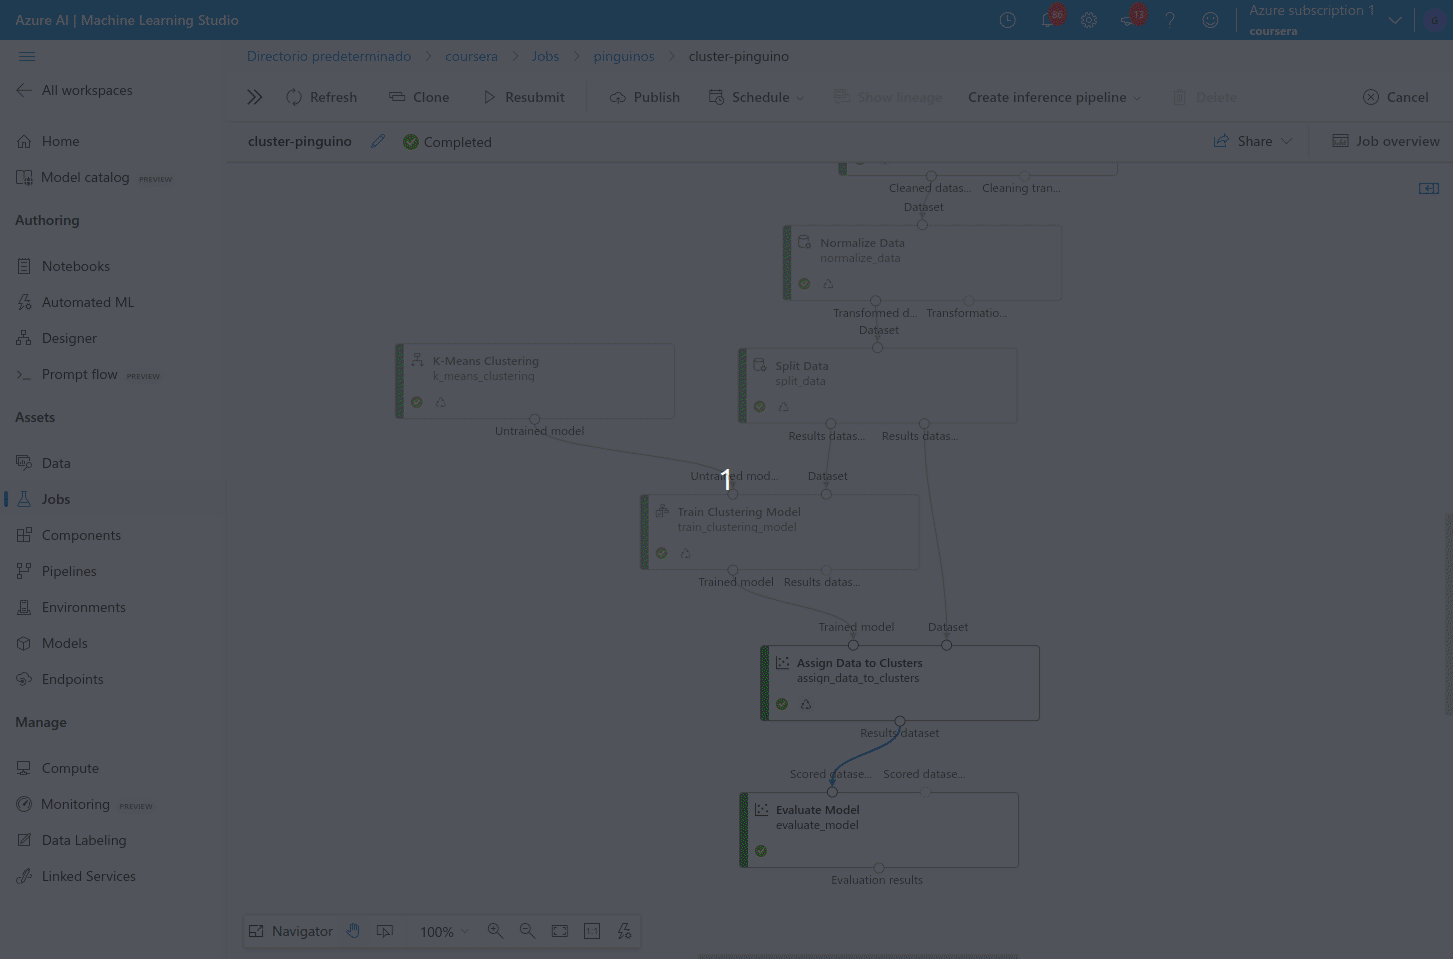 Azure AI | Machine Learning Studio
86
13
Azure subscription 1
coursera
G
Directorio predeterminado > coursera > Jobs > pinguinos > cluster-pinguino
All workspaces
Refresh
Clone
Resubmit
Publish
Schedule
Show lineage
Create inference pipeline
Delete
Cancel
cluster-pinguino
Completed
Share
Job overview
Home
Model catalog PREVIEW
Authoring
Notebooks
Automated ML
Designer
Prompt flow PREVIEW
Assets
Data
Jobs
Components
Pipelines
Environments
Models
Endpoints
Manage
Compute
Monitoring PREVIEW
Data Labeling
Linked Services
Cleaned datas... Cleaning tran...
Dataset
Normalize Data
normalize_data
Transformed d... Transformatio...
Dataset
K-Means Clustering
k_means_clustering
Untrained model
Split Data
split_data
Results datas... Results datas...
Untrained mod... Dataset
1
Train Clustering Model
train_clustering_model
Trained model Results datas...
Trained model Dataset
Assign Data to Clusters
assign_data_to_clusters
Results dataset
Scored datase... Scored datase...
Evaluate Model
evaluate_model
Evaluation results
Navigator
100%
1:1